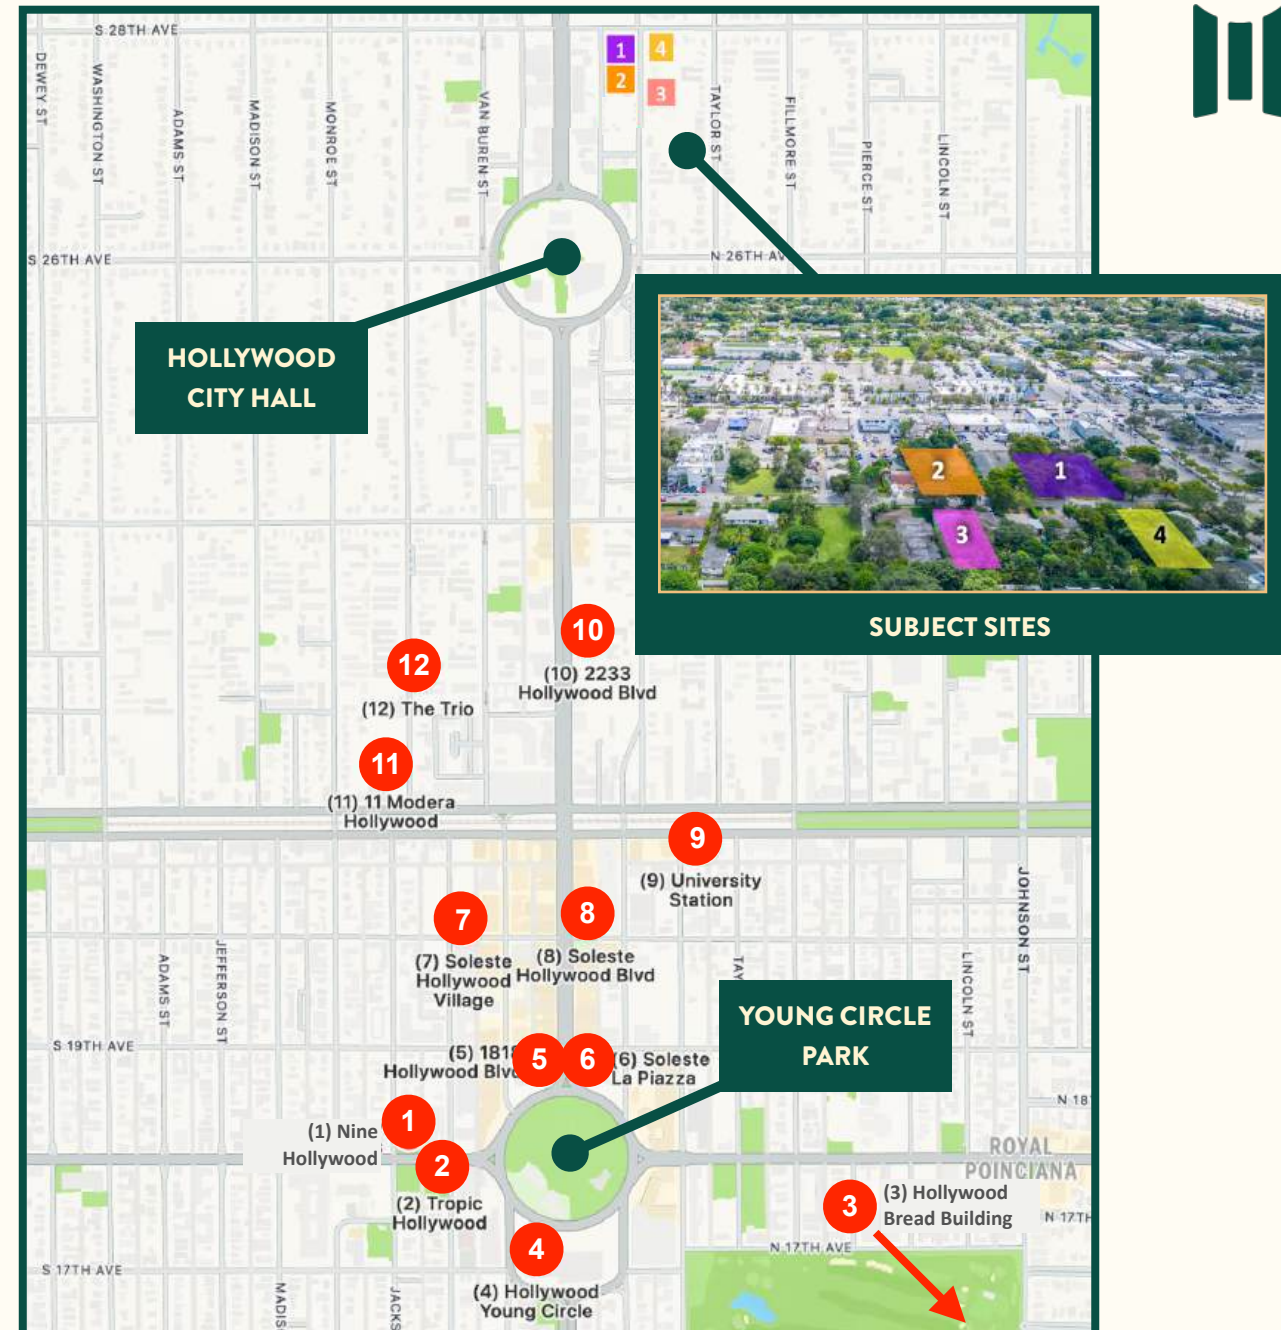 S 28TH AVE
1
4
2
3
DEWEY ST
WASHINGTON ST
ADAMS ST
MADISON ST
MONROE ST
VAN BUREN ST
TAYLOR ST
FILLMORE ST
PIERCE ST
LINCOLN ST
S 26TH AVE
N 26TH AV
HOLLYWOOD
CITY HALL
2
1
3
4
SUBJECT SITES
10
(10) 2233
Hollywood Blvd
12
(12) The Trio
11
(11) 11 Modera
Hollywood
9
(9) University
Station
JOHNSON ST
7
(7) Soleste
Hollywood
Village
8
(8) Soleste
Hollywood Blvd
ADAMS ST
JEFFERSON ST
TAY
LINCOLN ST
YOUNG CIRCLE
PARK
S 19TH AVE
(5) 1818
Hollywood Blvd
5
6
(6) Soleste
La Piazza
N 18
1
(1) Nine
Hollywood
2
(2) Tropic
Hollywood
ROYAL
POINCIANA
3
(3) Hollywood
Bread Building
N 17TH
N 17TH AVE
4
(4) Hollywood
Young Circle
S 17TH AVE
MADIS
JACKS